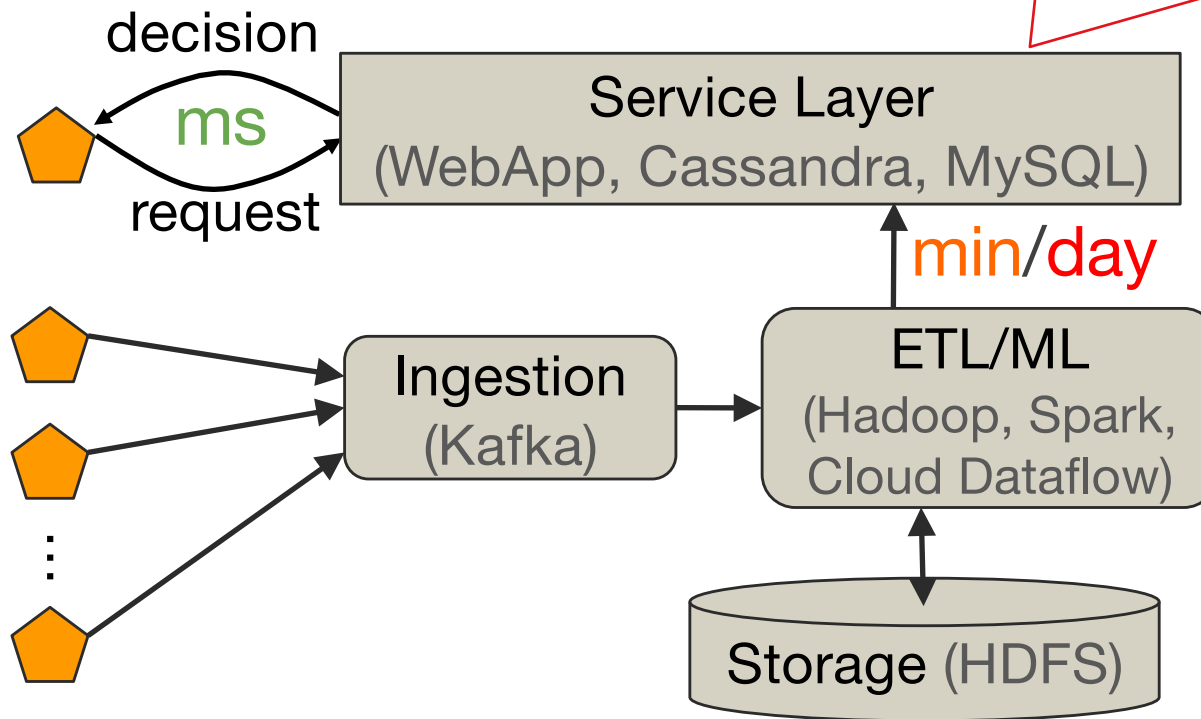 decision
ms
request
Service Layer
(WebApp, Cassandra, MySQL)
min/day
Ingestion
(Kafka)
ETL/ML
(Hadoop, Spark,
Cloud Dataflow)
...
Storage (HDFS)